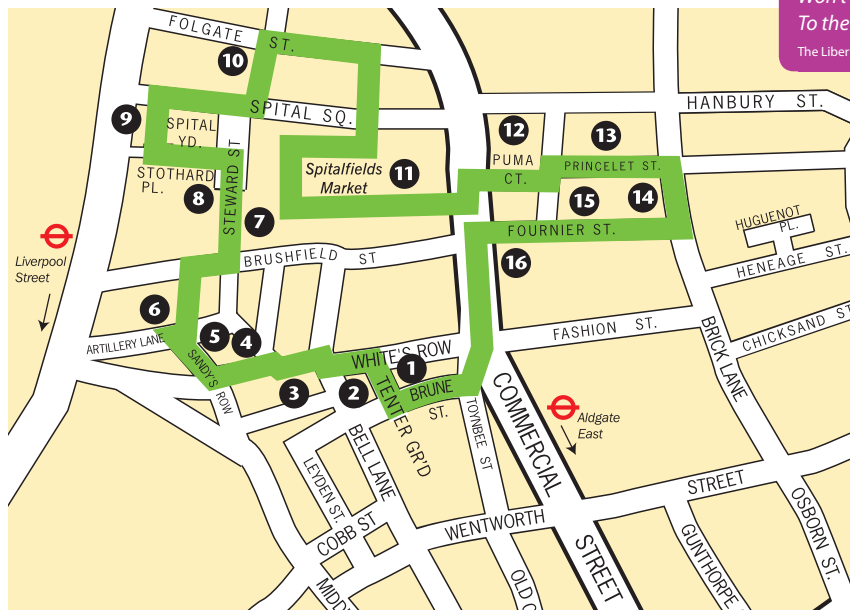 Won't
To the
The Liber
FOLGATE ST.
10
SPITAL SQ.
HANBURY ST.
9
SPITAL
YD.
12
13
PUMA
CT.
PRINCELET ST.
STOTHARD
PL.
8
STEWARD ST
7
Spitalfields
Market
11
15
14
FOURNIER ST.
HUGUENOT
PL.
Liverpool
Street
BRUSHFIELD ST
16
HENEAGE ST.
6
ARTILLERY LANE
5
4
SANDY'S ROW
WHITE'S ROW
1
FASHION ST.
BRICK LANE
CHICKSAND ST
3
2
TENTER GR'D
BRUNE
ST.
TOYNBEE ST
COMMERCIAL
STREET
Aldgate
East
BELL LANE
LEYDEN ST.
COBB ST
WENTWORTH
STREET
OSBORN ST.
GUNTHORPE
MIDD
OLD C